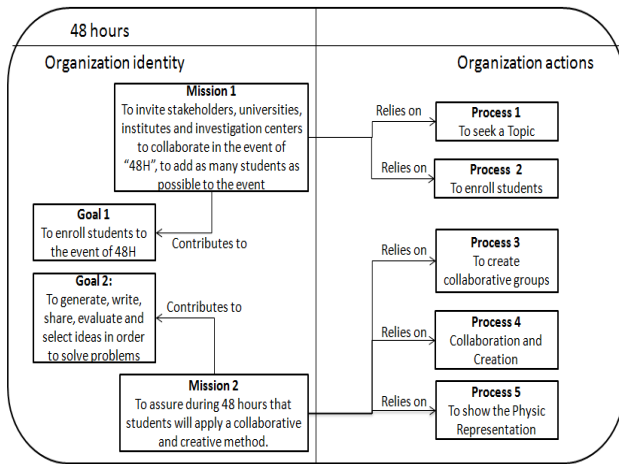 48 hours
Organization identity
Organization actions
Mission 1
To invite stakeholders, universities,
institutes and investigation centers
to collaborate in the event of
"48H", to add as many students as
possible to the event
Relies on
Process 1
To seek a Topic
Relies on
Process 2
To enroll students
Goal 1
To enroll students to
the event of 48H
Contributes to
Goal 2:
To generate, write,
share, evaluate and
select ideas in order
to solve problems
Contributes to
Mission 2
To assure during 48 hours that
students will apply a collaborative
and creative method.
Relies on
Process 3
To create
collaborative groups
Relies on
Process 4
Collaboration and
Creation
Relies on
Process 5
To show the Physic
Representation